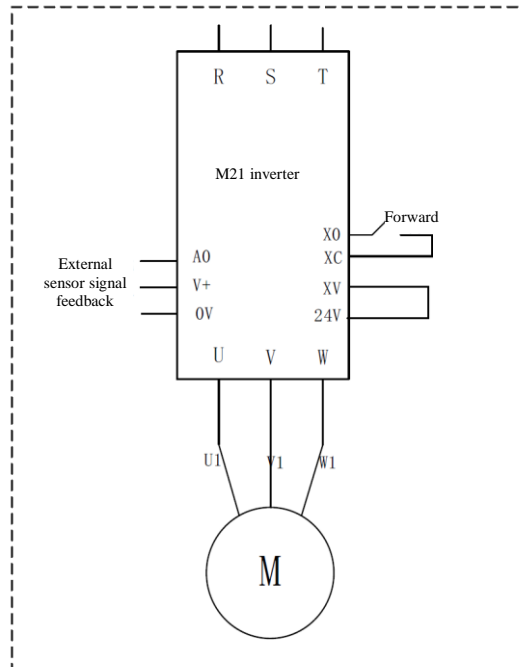 R S T
M21 inverter
Forward
X0
A0
XC
External
sensor signal
feedback
V+
XV
0V
24V
U V W
U1 V1 W1
M